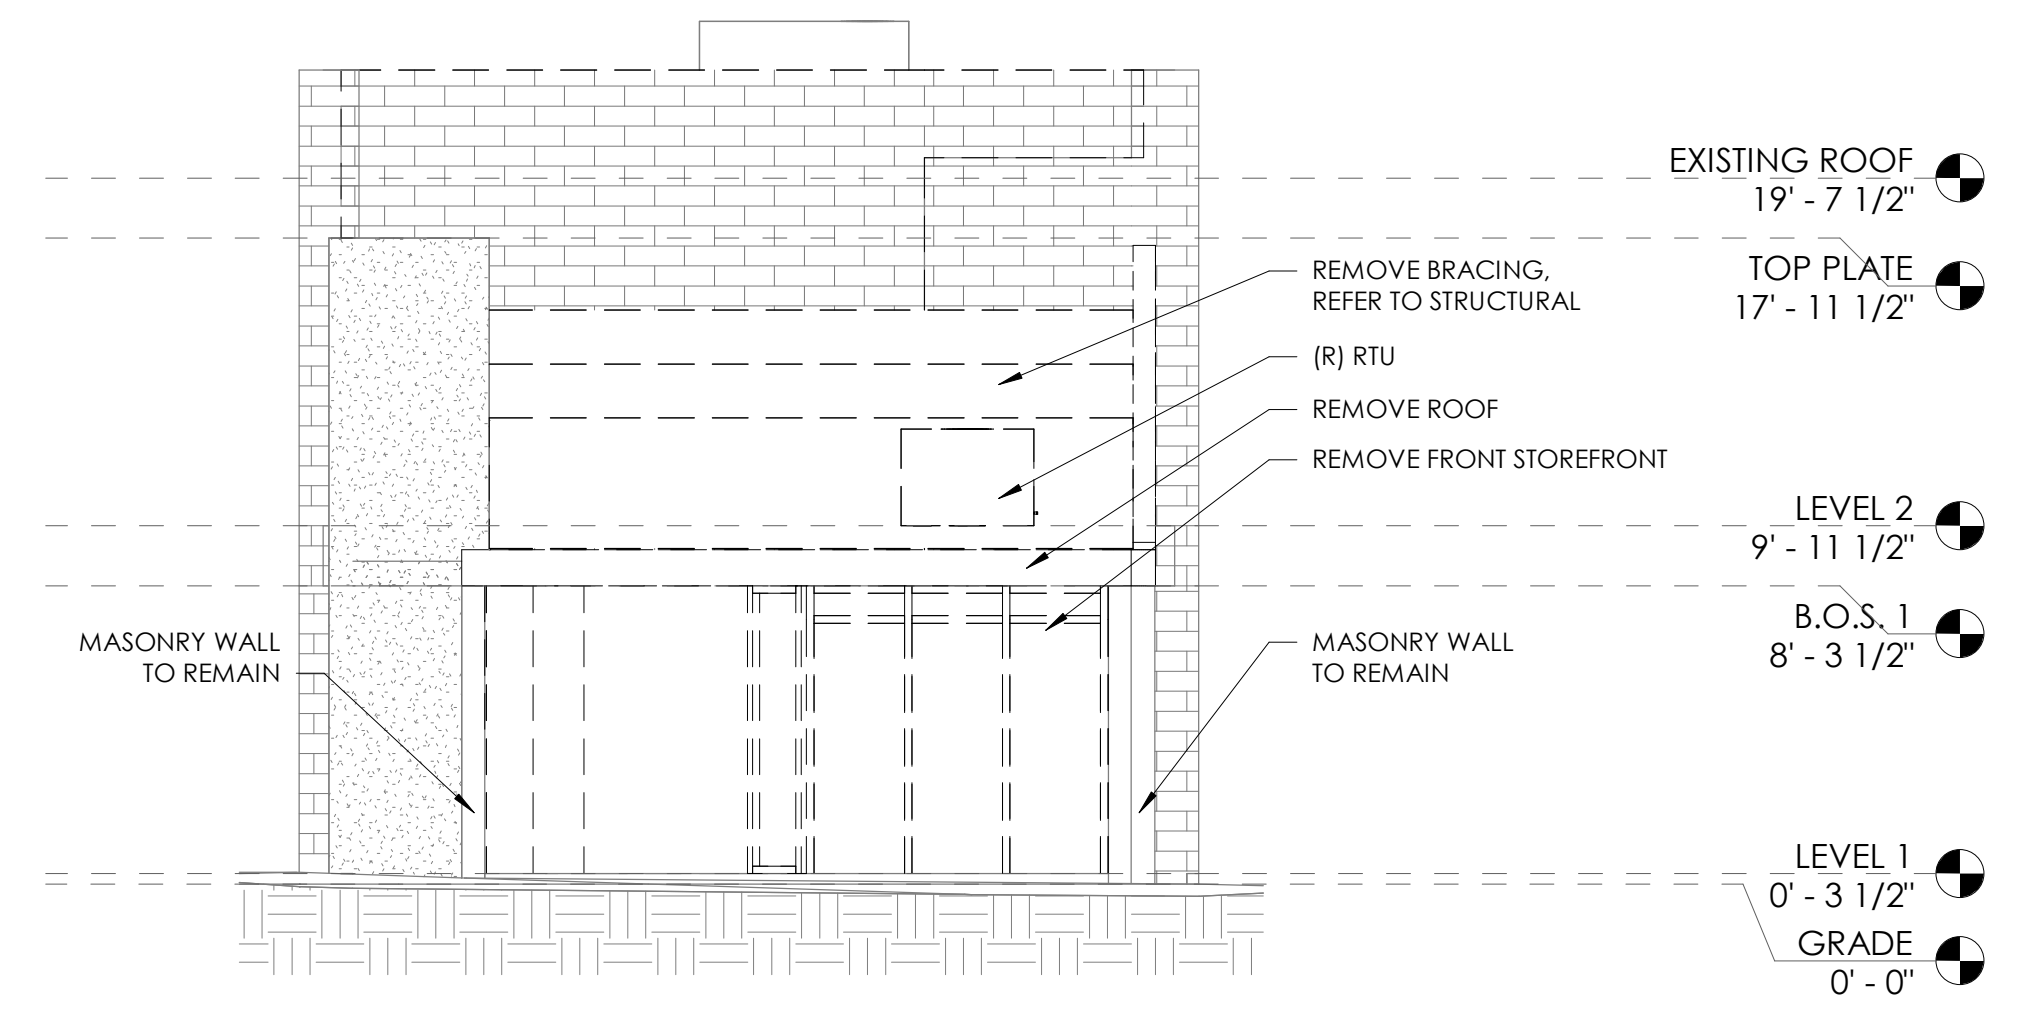 EXISTING ROOF
19' - 7 1/2"
TOP PLATE
17' - 11 1/2"
REMOVE BRACING,
REFER TO STRUCTURAL
(R) RTU
REMOVE ROOF
REMOVE FRONT STOREFRONT
LEVEL 2
9' - 11 1/2"
B.O.S. 1
8' - 3 1/2"
MASONRY WALL
TO REMAIN
MASONRY WALL
TO REMAIN
LEVEL 1
0' - 3 1/2"
GRADE
0' - 0"